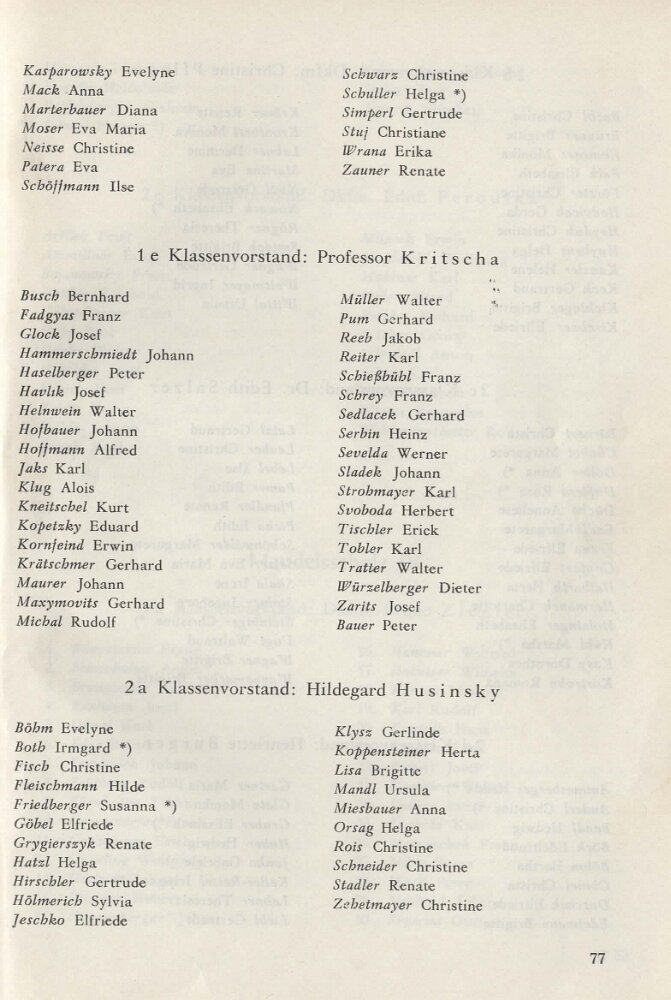 Kasparowsky Evelyne
Mack Anna
Marterbauer Diana
Moser Eva Maria
Neisse Christine
Patera Eva
Schöffmann Ilse
Schwarz Christine
Schuller Helga *)
Simperl Gertrude
Stuj Christiane
Wrana Erika
Zauner Renate
1 e Klassenvorstand: Professor Kritscha
Busch Bernhard
Fadgyas Franz
Glock Josef
Hammerschmiedt Johann
Haselberger Peter
Havlik Josef
Helnwein Walter
Hofbauer Johann
Hoffmann Alfred
Jaks Karl
Klug Alois
Kneitschel Kurt
Kopetzky Eduard
Kornfeind Erwin
Krätschmer Gerhard
Maurer Johann
Maxymovits Gerhard
Michal Rudolf
Müller Walter
Pum Gerhard
Reeb Jakob
Reiter Karl
Schießbühl Franz
Schrey Franz
Sedlacek Gerhard
Serbin Heinz
Sevelda Werner
Sladek Johann
Strohmayer Karl
Svoboda Herbert
Tischler Erick
Tobler Karl
Tratter Walter
Würzelberger Dieter
Zarits Josef
Bauer Peter
2 a Klassenvorstand: Hildegard Husinsky
Böhm Evelyne
Both Irmgard *)
Fisch Christine
Fleischmann Hilde
Friedberger Susanna *)
Göbel Elfriede
Grygierszyk Renate
Hatzl Helga
Hirschler Gertrude
Hölmerich Sylvia
Jeschko Elfriede
Klysz Gerlinde
Koppensteiner Herta
Lisa Brigitte
Mandl Ursula
Miesbauer Anna
Orsag Helga
Rois Christine
Schneider Christine
Stadler Renate
Zehetmayer Christine
77